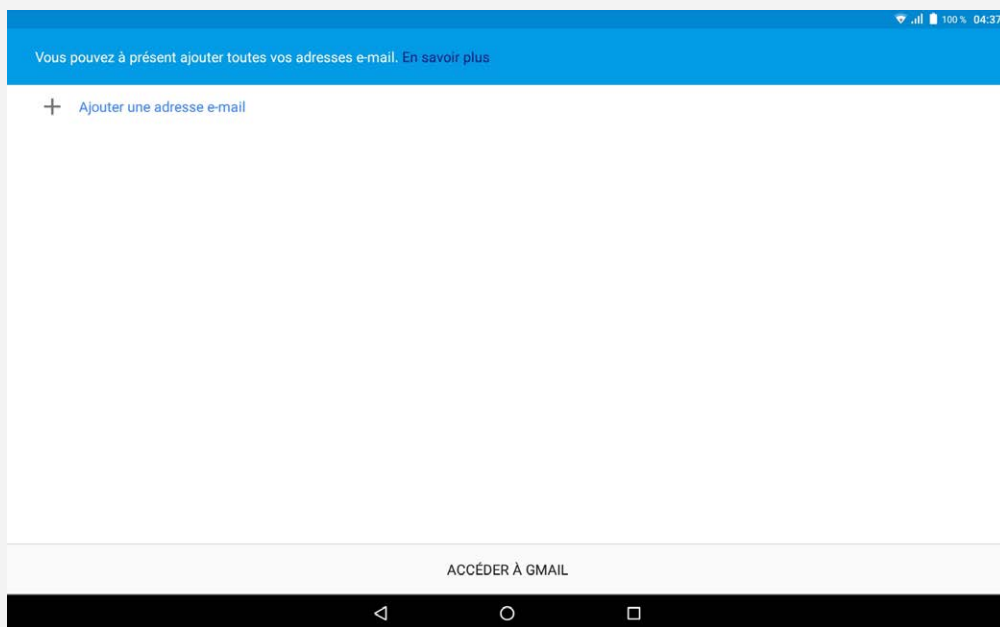 100 % 04:37
Vous pouvez à présent ajouter toutes vos adresses e-mail. En savoir plus
Ajouter une adresse e-mail
ACCÉDER À GMAIL